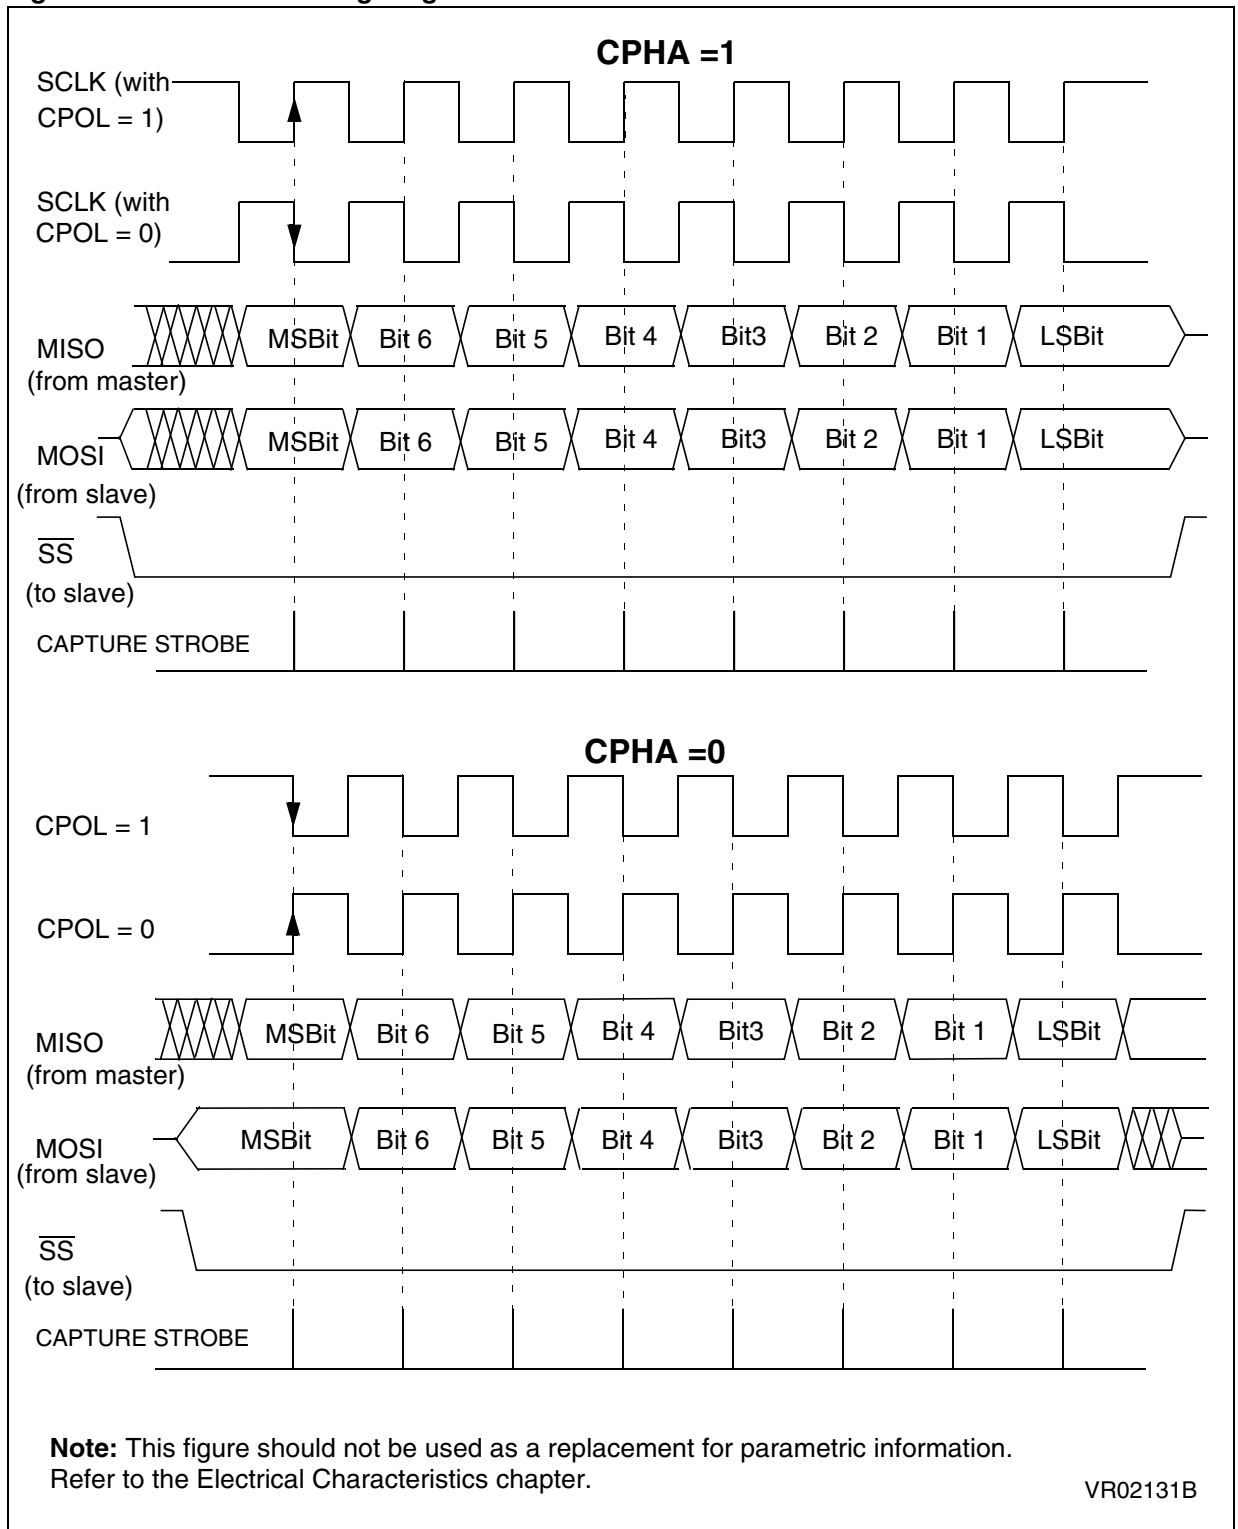 CPHA =1
SCLK (with
CPOL = 1)
SCLK (with
CPOL = 0)
MSBit Bit 6 Bit 5 Bit 4 Bit3 Bit 2 Bit 1 LSBit
MISO
(from master)
MSBit Bit 6 Bit 5 Bit 4 Bit3 Bit 2 Bit 1 LSBit
MOSI
(from slave)
SS
(to slave)
CAPTURE STROBE
CPHA =0
CPOL = 1
CPOL = 0
MSBit Bit 6 Bit 5 Bit 4 Bit3 Bit 2 Bit 1 LSBit
MISO
(from master)
MSBit Bit 6 Bit 5 Bit 4 Bit3 Bit 2 Bit 1 LSBit
MOSI
(from slave)
SS
(to slave)
CAPTURE STROBE
Note: This figure should not be used as a replacement for parametric information.
Refer to the Electrical Characteristics chapter.
VR02131B